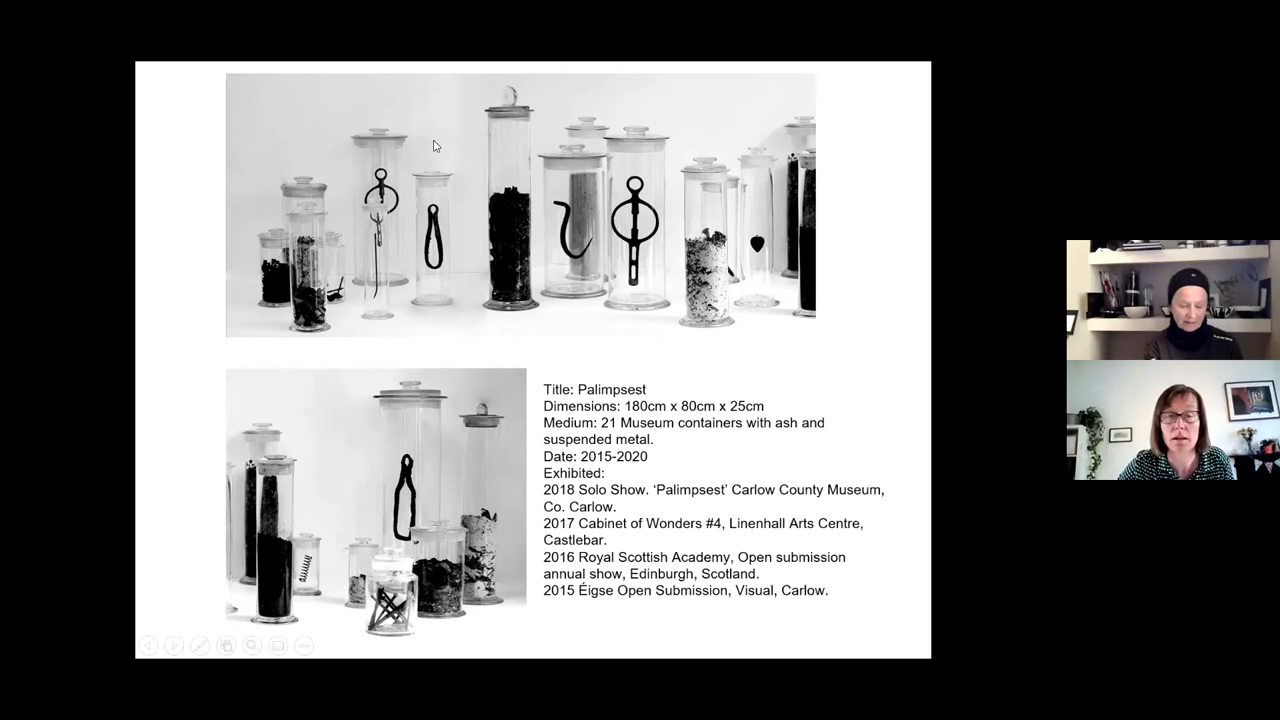 Title: Palimpsest
Dimensions: 180cm x 80cm x 25cm
Medium: 21 Museum containers with ash and
suspended metal.
Date: 2015-2020
Exhibited:
2018 Solo Show. ‘Palimpsest’ Carlow County Museum,
Co. Carlow.
2017 Cabinet of Wonders #4, Linenhall Arts Centre,
Castlebar.
2016 Royal Scottish Academy, Open submission
annual show, Edinburgh, Scotland.
2015 Éigse Open Submission, Visual, Carlow.